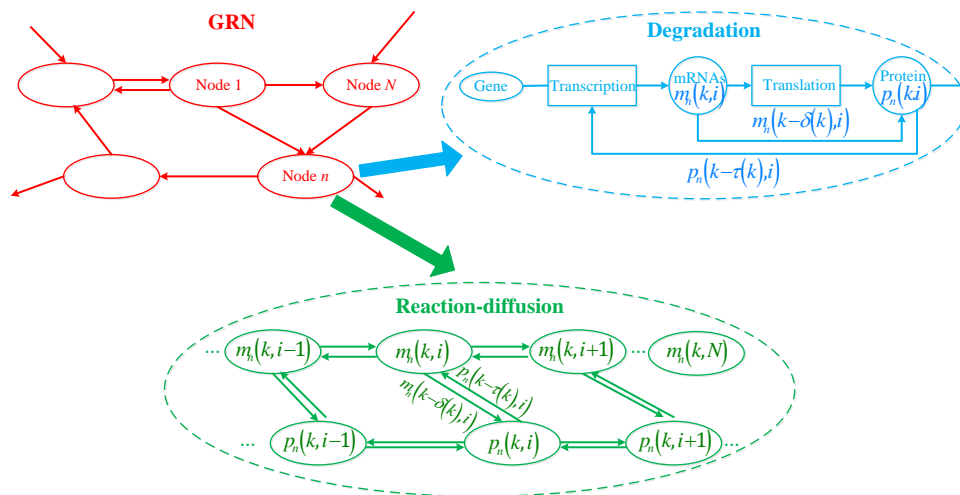 GRN
Node 1
Node N
Node n
Degradation
Gene
Transcription
mRNAs
m_n(k,i)
Translation
Protein
p_n(k,i)
m_n(k−δ(k),i)
p_n(k−τ(k),i)
Reaction-diffusion
... m_n(k,i−1)
m_n(k,i)
m_n(k,i+1) ...
m_n(k,N)
m_n(k−δ(k),i)
p_n(k−τ(k),i)
... p_n(k,i−1)
p_n(k,i)
p_n(k,i+1) ...